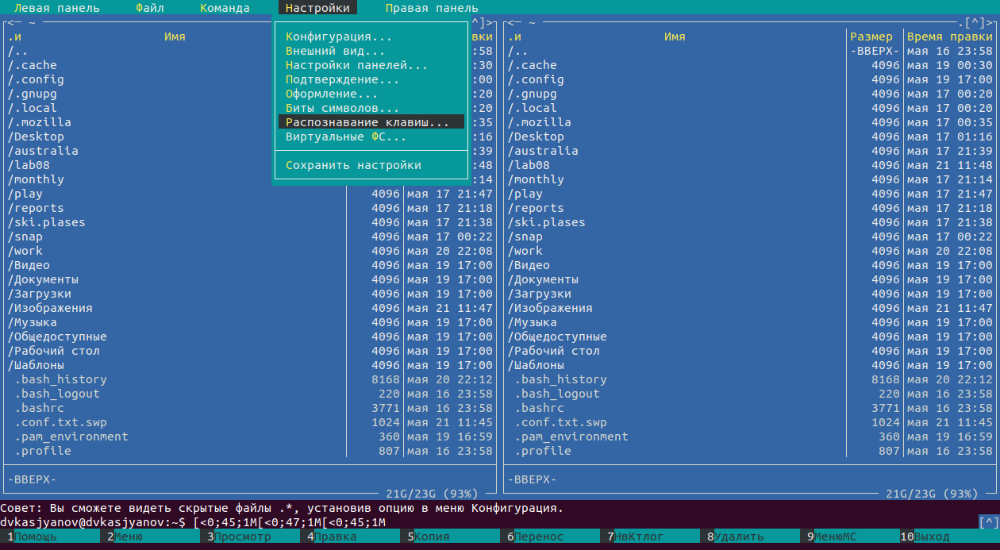 Левая панель Файл Команда Настройки Правая панель
<─ ~ ^]> <─ ~ .[^]>
.и Имя вки .и Имя Размер Время правки
/.. :58 /.. -ВВЕРХ- мая 16 23:58
/.cache :30 /.cache 4096 мая 19 00:30
/.config :00 /.config 4096 мая 19 17:00
/.gnupg :20 /.gnupg 4096 мая 17 00:20
/.local :20 /.local 4096 мая 17 00:20
/.mozilla :35 /.mozilla 4096 мая 17 00:35
/Desktop :16 /Desktop 4096 мая 17 01:16
/australia :39 /australia 4096 мая 17 21:39
/lab08 :48 /lab08 4096 мая 21 11:48
/monthly :14 /monthly 4096 мая 17 21:14
Конфигурация...
Внешний вид...
Настройки панелей...
Подтверждение...
Оформление...
Биты символов...
Распознавание клавиш...
Виртуальные ФС...
Сохранить настройки
/play 4096 мая 17 21:47 /play 4096 мая 17 21:47
/reports 4096 мая 17 21:18 /reports 4096 мая 17 21:18
/ski.plases 4096 мая 17 21:38 /ski.plases 4096 мая 17 21:38
/snap 4096 мая 17 00:22 /snap 4096 мая 17 00:22
/work 4096 мая 20 22:08 /work 4096 мая 20 22:08
/Видео 4096 мая 19 17:00 /Видео 4096 мая 19 17:00
/Документы 4096 мая 19 17:00 /Документы 4096 мая 19 17:00
/Загрузки 4096 мая 19 17:00 /Загрузки 4096 мая 19 17:00
/Изображения 4096 мая 21 11:47 /Изображения 4096 мая 21 11:47
/Музыка 4096 мая 19 17:00 /Музыка 4096 мая 19 17:00
/Общедоступные 4096 мая 19 17:00 /Общедоступные 4096 мая 19 17:00
/Рабочий стол 4096 мая 19 17:00 /Рабочий стол 4096 мая 19 17:00
/Шаблоны 4096 мая 19 17:00 /Шаблоны 4096 мая 19 17:00
.bash_history 8168 мая 20 22:12 .bash_history 8168 мая 20 22:12
.bash_logout 220 мая 16 23:58 .bash_logout 220 мая 16 23:58
.bashrc 3771 мая 16 23:58 .bashrc 3771 мая 16 23:58
.conf.txt.swp 1024 мая 21 11:45 .conf.txt.swp 1024 мая 21 11:45
.pam_environment 360 мая 19 16:59 .pam_environment 360 мая 19 16:59
.profile 807 мая 16 23:58 .profile 807 мая 16 23:58
-ВВЕРХ- -ВВЕРХ-
21G/23G (93%) 21G/23G (93%)
Совет: Вы сможете видеть скрытые файлы .*, установив опцию в меню Конфигурация.
dvkasjyanov@dvkasjyanov:~$ [<0;45;1M[<0;47;1M[<0;45;1M [^]
1Помощь 2Меню 3Просмотр 4Правка 5Копия 6Перенос 7НвКтлог 8Удалить 9МенюМС 10Выход